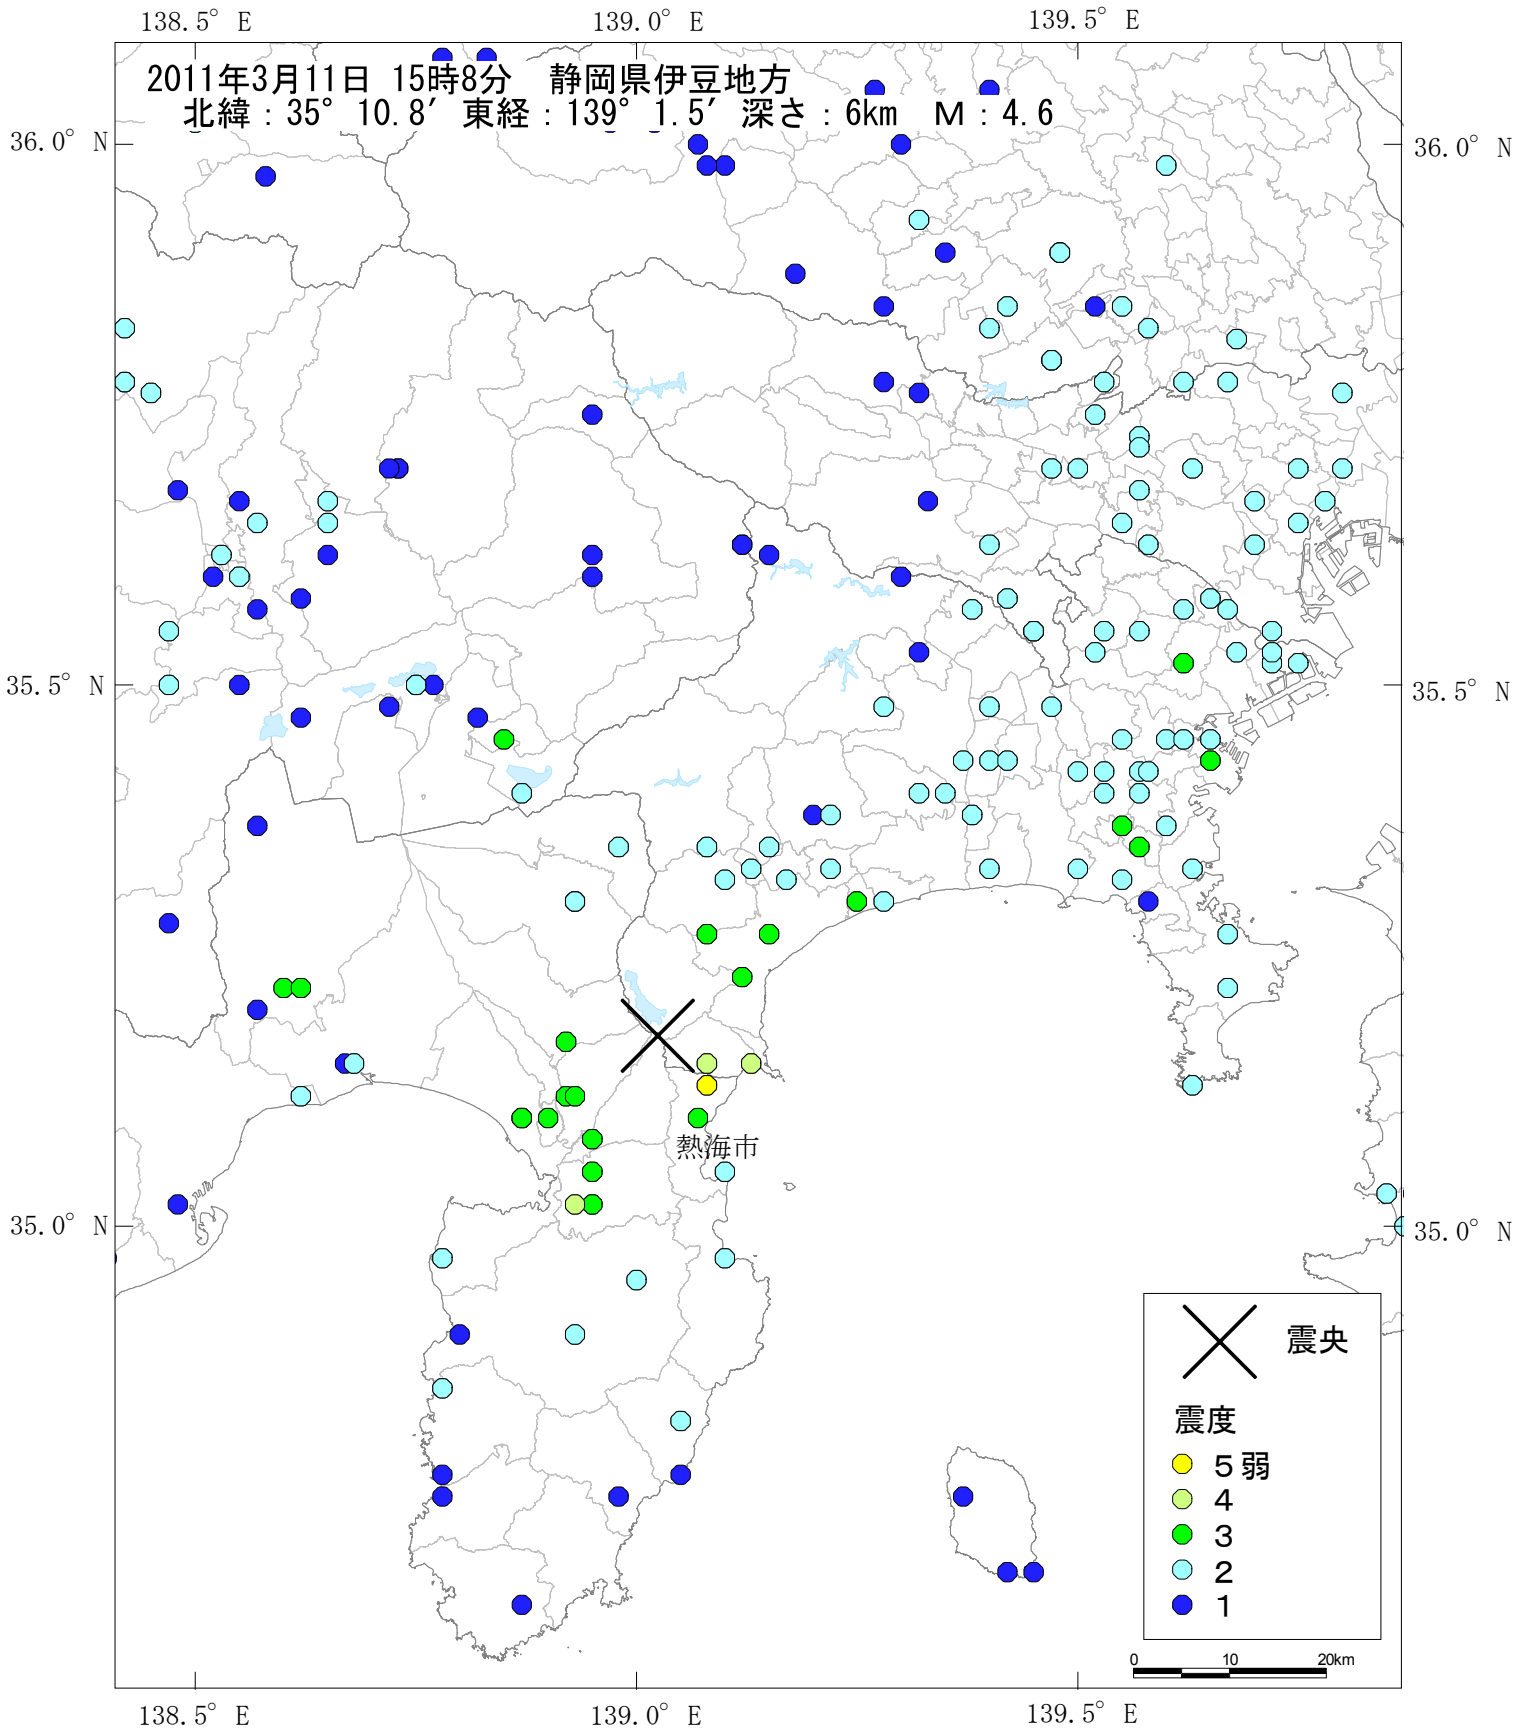 138.5° E 139.0° E 139.5° E
2011年3月11日 15時8分 静岡県伊豆地方
北緯：35° 10.8′ 東経：139° 1.5′ 深さ：6km M：4.6
36.0° N 36.0° N
35.5° N 35.5° N
熱海市
35.0° N 35.0° N
震央
震度
５弱
４
３
２
１
0 10 20km
138.5° E 139.0° E 139.5° E